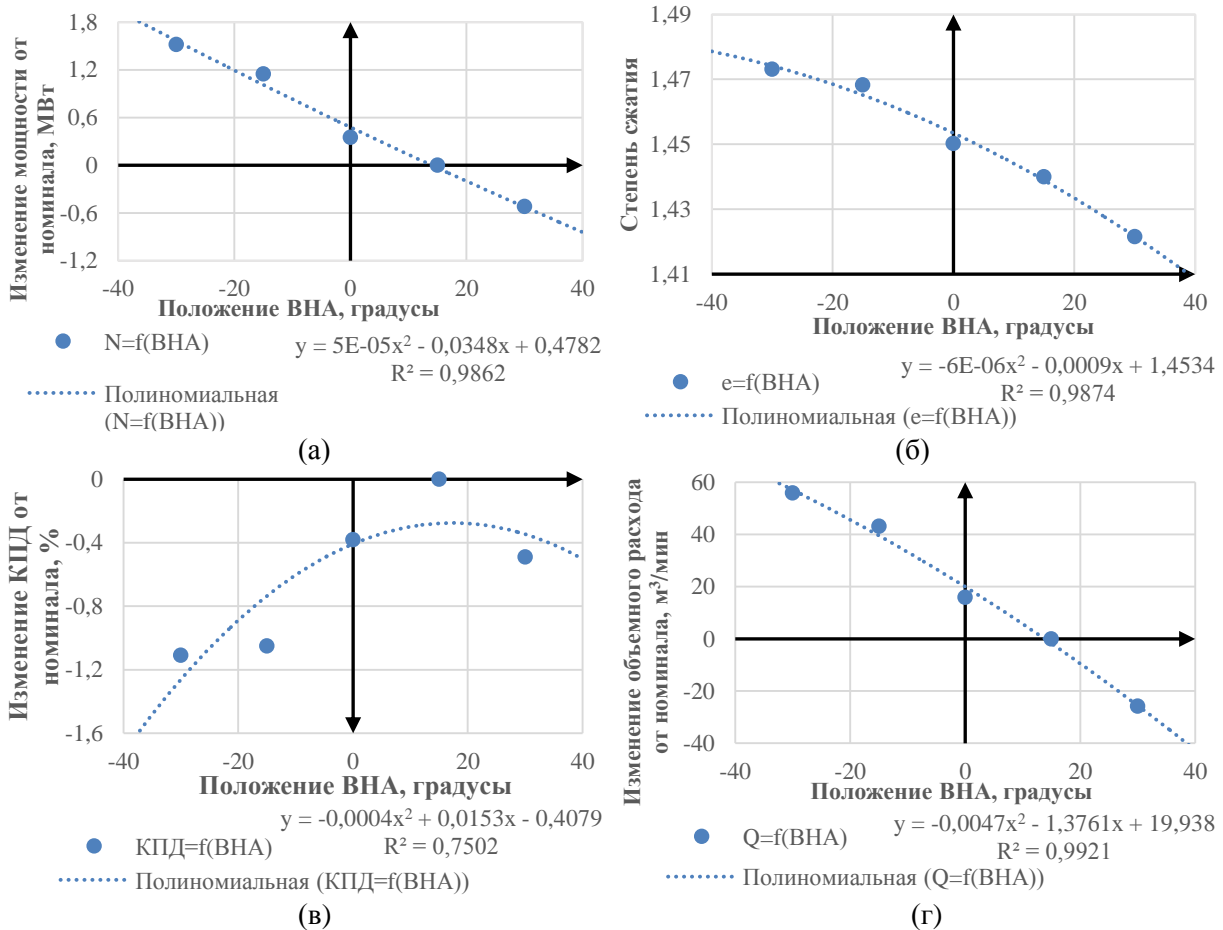 Изменение мощности от
номинала, МВт
1,8
1,2
0,6
0
-0,6
-1,2
-40 -20 0 20 40
Положение ВНА, градусы
N=f(ВНА)
y = 5E-05x² - 0,0348x + 0,4782
R² = 0,9862
Полиномиальная
(N=f(ВНА))
(а)
Степень сжатия
1,49
1,47
1,45
1,43
1,41
-40 -20 0 20 40
Положение ВНА, градусы
e=f(ВНА)
y = -6E-06x² - 0,0009x + 1,4534
R² = 0,9874
Полиномиальная (e=f(ВНА))
(б)
Изменение КПД от
номинала, %
0
-0,4
-0,8
-1,2
-1,6
-40 -20 0 20 40
Положение ВНА, градусы
y = -0,0004x² + 0,0153x - 0,4079
КПД=f(ВНА)
R² = 0,7502
Полиномиальная (КПД=f(ВНА))
(в)
Изменение объемного расхода
от номинала, м³/мин
60
40
20
0
-20
-40
-40 -20 0 20 40
Положение ВНА, градусы
y = -0,0047x² - 1,3761x + 19,938
Q=f(ВНА)
R² = 0,9921
Полиномиальная (Q=f(ВНА))
(г)